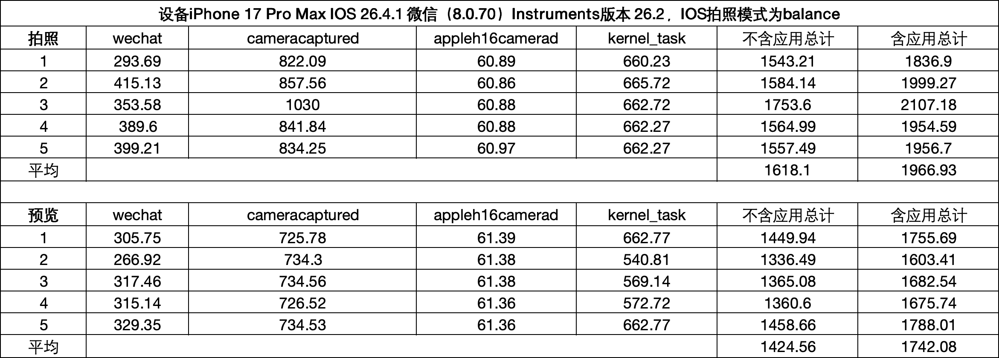 设备iPhone 17 Pro Max IOS 26.4.1 微信（8.0.70）Instruments版本 26.2，IOS拍照模式为balance
拍照 wechat cameracaptured appleh16camerad kernel_task 不含应用总计 含应用总计
1 293.69 822.09 60.89 660.23 1543.21 1836.9
2 415.13 857.56 60.86 665.72 1584.14 1999.27
3 353.58 1030 60.88 662.72 1753.6 2107.18
4 389.6 841.84 60.88 662.27 1564.99 1954.59
5 399.21 834.25 60.97 662.27 1557.49 1956.7
平均 1618.1 1966.93
预览 wechat cameracaptured appleh16camerad kernel_task 不含应用总计 含应用总计
1 305.75 725.78 61.39 662.77 1449.94 1755.69
2 266.92 734.3 61.38 540.81 1336.49 1603.41
3 317.46 734.56 61.38 569.14 1365.08 1682.54
4 315.14 726.52 61.36 572.72 1360.6 1675.74
5 329.35 734.53 61.36 662.77 1458.66 1788.01
平均 1424.56 1742.08